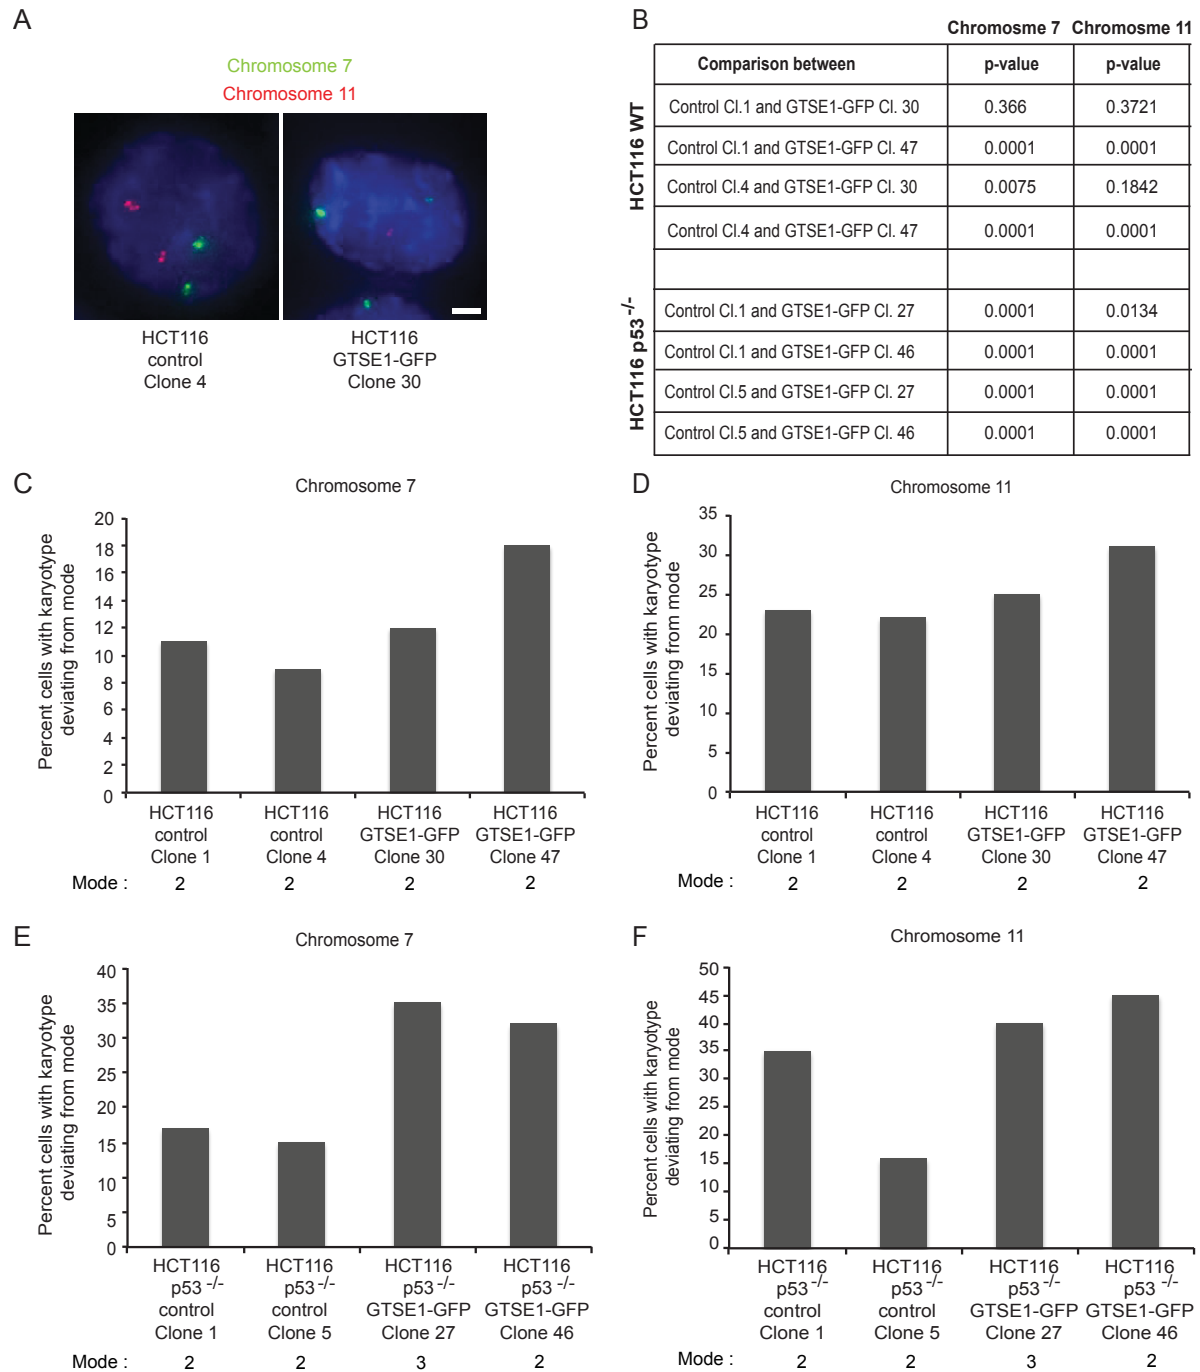 A
Chromosome 7
Chromosome 11
HCT116
control
Clone 4
HCT116
GTSE1-GFP
Clone 30
B
Chromosme 7 Chromosme 11
Comparison between p-value p-value
HCT116 WT
Control Cl.1 and GTSE1-GFP Cl. 30 0.366 0.3721
Control Cl.1 and GTSE1-GFP Cl. 47 0.0001 0.0001
Control Cl.4 and GTSE1-GFP Cl. 30 0.0075 0.1842
Control Cl.4 and GTSE1-GFP Cl. 47 0.0001 0.0001
HCT116 p53-/-
Control Cl.1 and GTSE1-GFP Cl. 27 0.0001 0.0134
Control Cl.1 and GTSE1-GFP Cl. 46 0.0001 0.0001
Control Cl.5 and GTSE1-GFP Cl. 27 0.0001 0.0001
Control Cl.5 and GTSE1-GFP Cl. 46 0.0001 0.0001
C
Chromosome 7
Percent cells with karyotype
deviating from mode
20
18
16
14
12
10
8
6
4
2
0
HCT116 HCT116 HCT116 HCT116
control control GTSE1-GFP GTSE1-GFP
Clone 1 Clone 4 Clone 30 Clone 47
Mode : 2 2 2 2
D
Chromosome 11
Percent cells with karyotype
deviating from mode
35
30
25
20
15
10
5
0
HCT116 HCT116 HCT116 HCT116
control control GTSE1-GFP GTSE1-GFP
Clone 1 Clone 4 Clone 30 Clone 47
Mode : 2 2 2 2
E
Chromosome 7
Percent cells with karyotype
deviating from mode
40
35
30
25
20
15
10
5
0
HCT116 HCT116 HCT116 HCT116
p53 -/- p53 -/- p53 -/- p53 -/-
control control GTSE1-GFP GTSE1-GFP
Clone 1 Clone 5 Clone 27 Clone 46
Mode : 2 2 3 2
F
Chromosome 11
Percent cells with karyotype
deviating from mode
50
45
40
35
30
25
20
15
10
5
0
HCT116 HCT116 HCT116 HCT116
p53 -/- p53 -/- p53 -/- p53 -/-
control control GTSE1-GFP GTSE1-GFP
Clone 1 Clone 5 Clone 27 Clone 46
Mode : 2 2 3 2